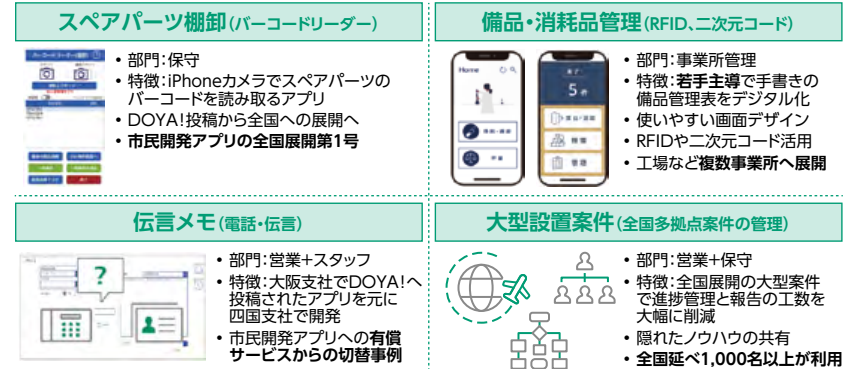 スペアパーツ棚卸(バーコードリーダー)
• 部門:保守
• 特徴:iPhoneカメラでスペアパーツの
バーコードを読み取るアプリ
• DOYA!投稿から全国への展開へ
• 市民開発アプリの全国展開第1号
備品・消耗品管理(RFID、二次元コード)
Home
• 部門:事業所管理
• 特徴:若手主導で手書きの
備品管理表をデジタル化
• 使いやすい画面デザイン
• RFIDや二次元コード活用
• 工場など複数事業所へ展開
伝言メモ(電話・伝言)
?
• 部門:営業+スタッフ
• 特徴:大阪支社でDOYA!へ
投稿されたアプリを元に
四国支社で開発
• 市民開発アプリへの有償
サービスからの切替事例
大型設置案件(全国多拠点案件の管理)
• 部門:営業+保守
• 特徴:全国展開の大型案件
で進捗管理と報告の工数を
大幅に削減
• 隠れたノウハウの共有
• 全国延べ1,000名以上が利用